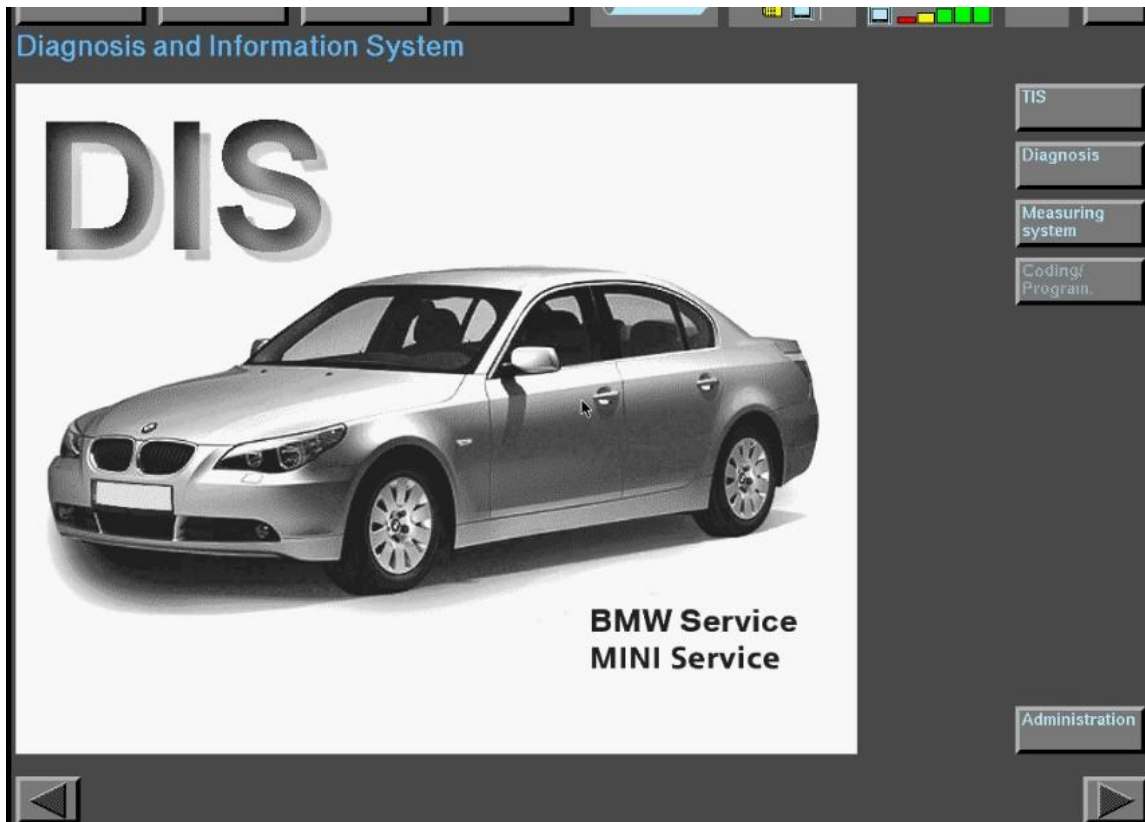 Diagnosis and Information System
DIS
TIS
Diagnosis
Measuring
system
Coding/
Program.
BMW Service
MINI Service
Administration